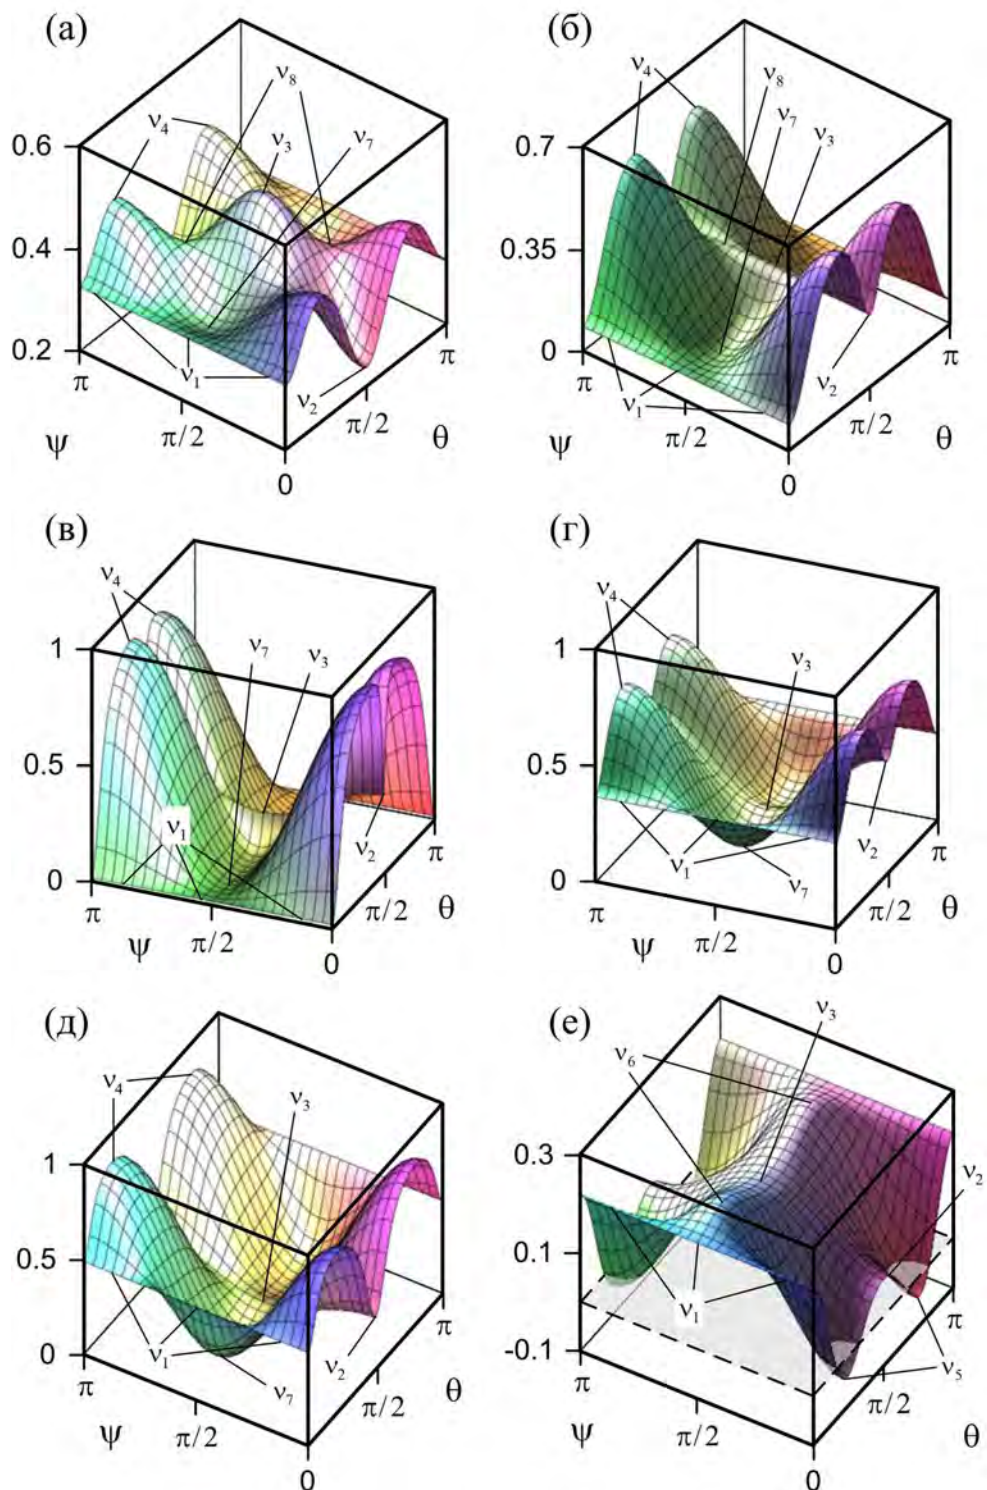 (а)
ν8
ν4
ν3
ν7
0.6
0.4
0.2
π
ν1
ν2
π
π/2
π/2
ψ
θ
0
(б)
ν4
ν8
ν7
ν3
0.7
0.35
0
π
ν1
ν2
π
π/2
π/2
ψ
θ
0
(в)
ν4
ν7
ν3
1
0.5
ν1
0
ν2
π
π
π/2
ψ
π/2
θ
0
(г)
ν4
ν3
1
0.5
0
ν1
ν2
ν7
π
π
π/2
ψ
π/2
θ
0
(д)
ν4
ν3
1
0.5
0
ν1
ν2
ν7
π
π
π/2
ψ
π/2
θ
0
(е)
ν3
ν6
ν2
0.3
0.1
-0.1
ν1
ν5
π
π
π/2
ψ
π/2
θ
0